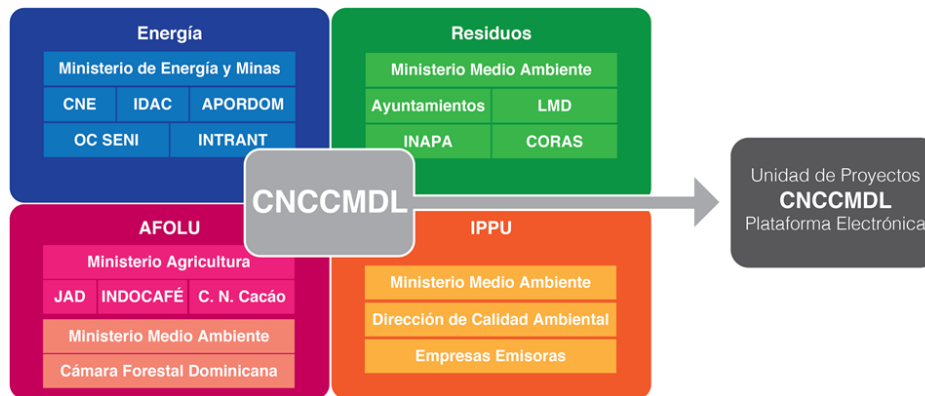 Energía
Ministerio de Energía y Minas
CNE IDAC APORDOM
OC SENI INTRANT
Residuos
Ministerio Medio Ambiente
Ayuntamientos LMD
INAPA CORAS
CNCCMDL
AFOLU
Ministerio Agricultura
JAD INDOCAFÉ C. N. Cacáo
Ministerio Medio Ambiente
Cámara Forestal Dominicana
IPPU
Ministerio Medio Ambiente
Dirección de Calidad Ambiental
Empresas Emisoras
Unidad de Proyectos
CNCCMDL
Plataforma Electrónica